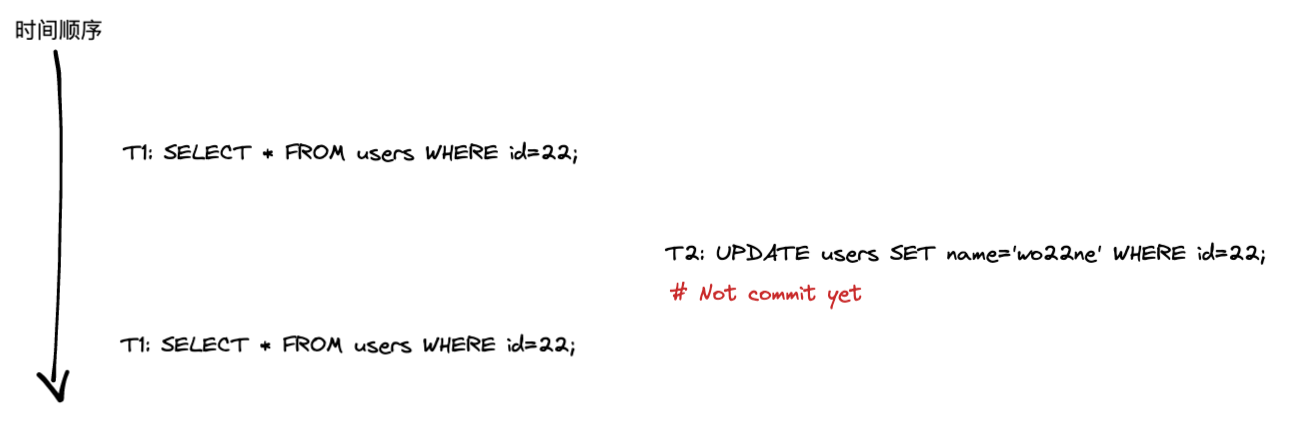 时间顺序
T1: SELECT * FROM users WHERE id=22;
T2: UPDATE users SET name='wo22ne' WHERE id=22;
# Not commit yet
T1: SELECT * FROM users WHERE id=22;